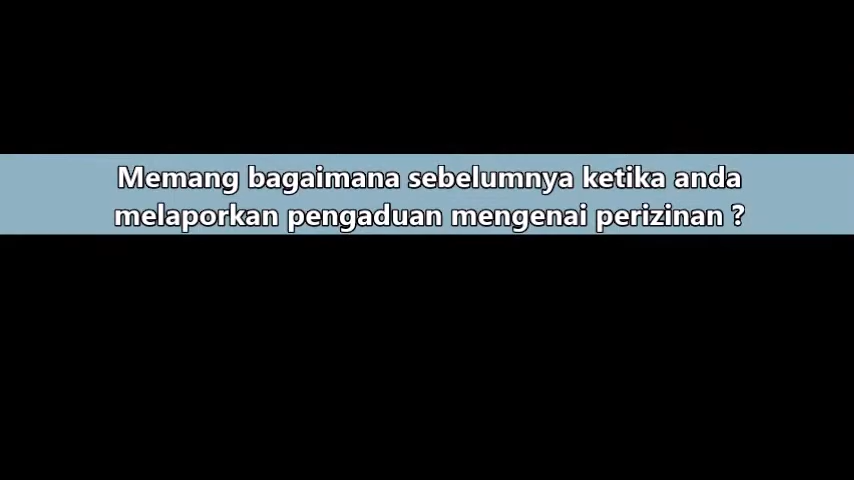 Memang bagaimana sebelumnya ketika anda
melaporkan pengaduan mengenai perizinan ?